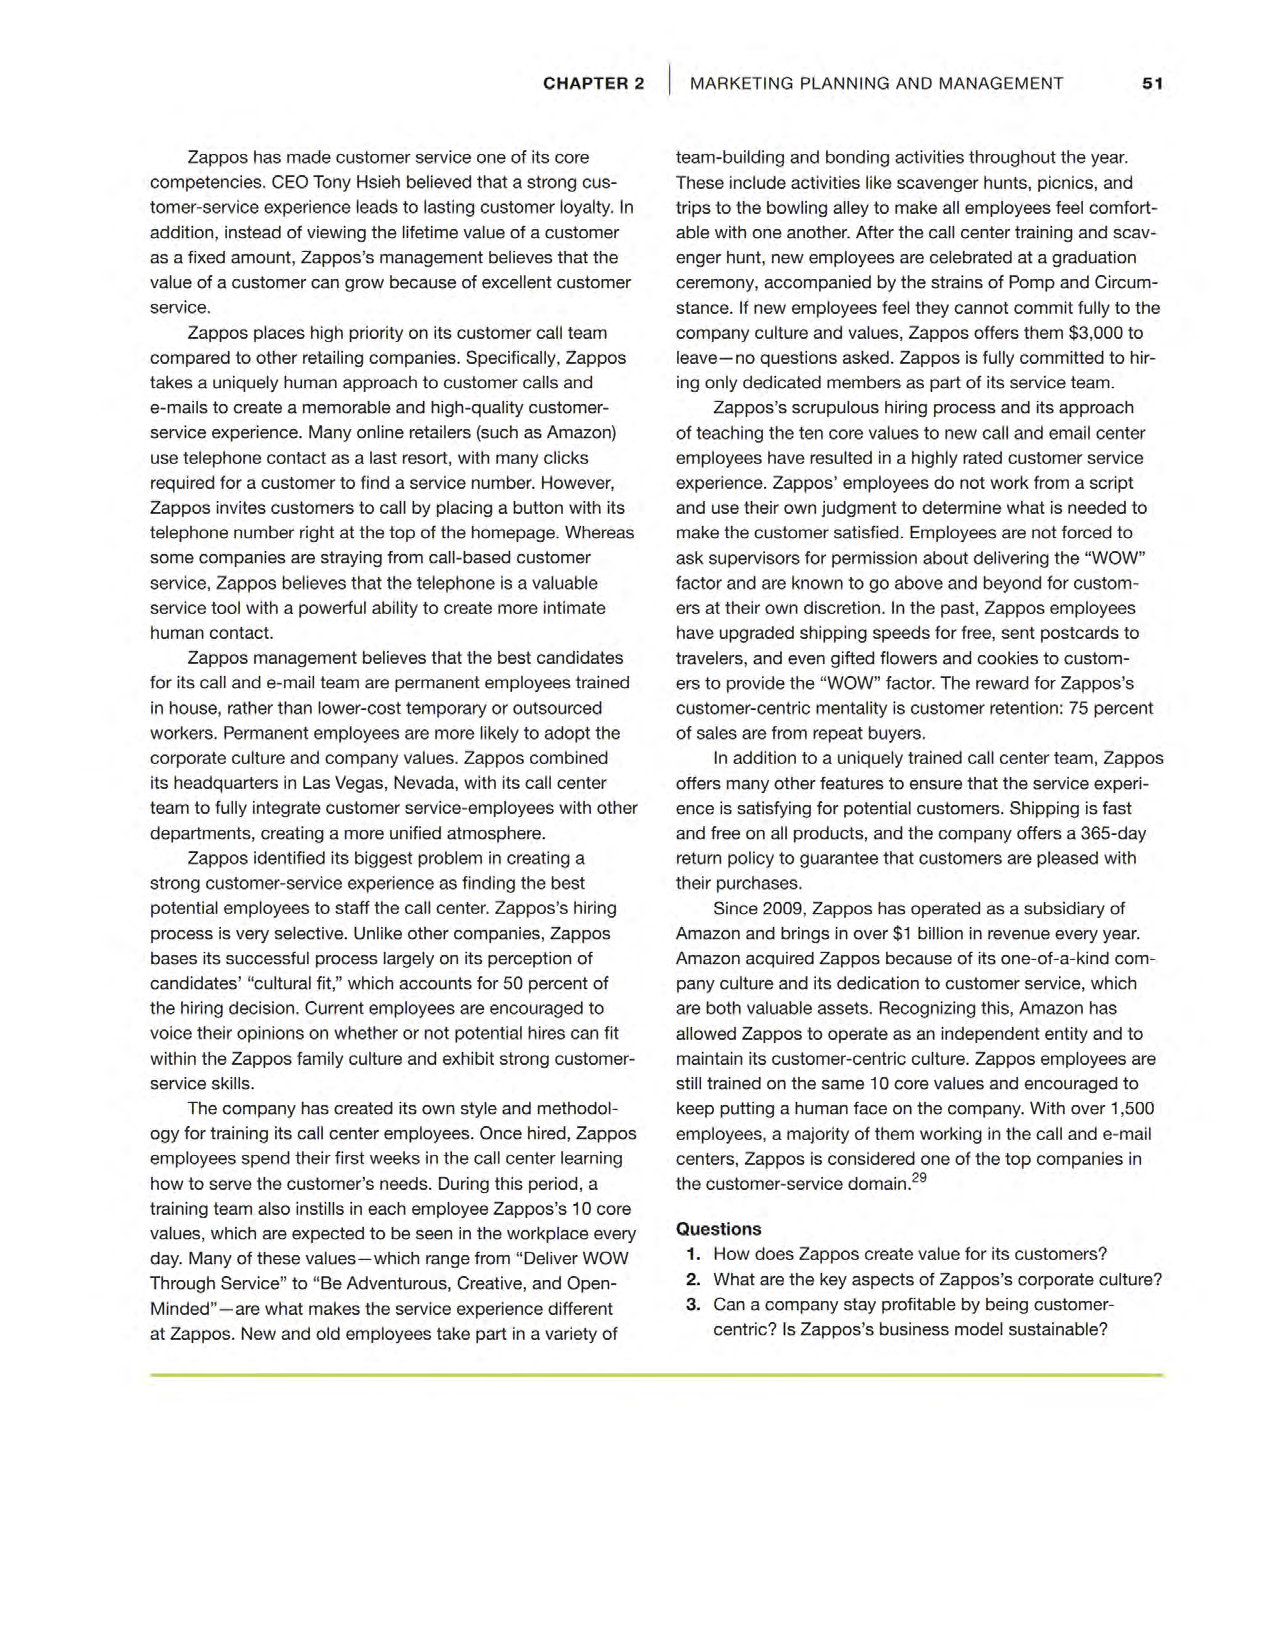 CHAPTER 2 | MARKETING PLANNING AND MANAGEMENT 51
Zappos has made customer service one of its core
competencies. CEO Tony Hsieh believed that a strong cus-
tomer-service experience leads to lasting customer loyalty. In
addition, instead of viewing the lifetime value of a customer
as a fixed amount, Zappos's management believes that the
value of a customer can grow because of excellent customer
service.
Zappos places high priority on its customer call team
compared to other retailing companies. Specifically, Zappos
takes a uniquely human approach to customer calls and
e-mails to create a memorable and high-quality customer-
service experience. Many online retailers (such as Amazon)
use telephone contact as a last resort, with many clicks
required for a customer to find a service number. However,
Zappos invites customers to call by placing a button with its
telephone number right at the top of the homepage. Whereas
some companies are straying from call-based customer
service, Zappos believes that the telephone is a valuable
service tool with a powerful ability to create more intimate
human contact.
Zappos management believes that the best candidates
for its call and e-mail team are permanent employees trained
in house, rather than lower-cost temporary or outsourced
workers. Permanent employees are more likely to adopt the
corporate culture and company values. Zappos combined
its headquarters in Las Vegas, Nevada, with its call center
team to fully integrate customer service-employees with other
departments, creating a more unified atmosphere.
Zappos identified its biggest problem in creating a
strong customer-service experience as finding the best
potential employees to staff the call center. Zappos's hiring
process is very selective. Unlike other companies, Zappos
bases its successful process largely on its perception of
candidates' “cultural fit,” which accounts for 50 percent of
the hiring decision. Current employees are encouraged to
voice their opinions on whether or not potential hires can fit
within the Zappos family culture and exhibit strong customer-
service skills.
The company has created its own style and methodol-
ogy for training its call center employees. Once hired, Zappos
employees spend their first weeks in the call center learning
how to serve the customer's needs. During this period, a
training team also instills in each employee Zappos's 10 core
values, which are expected to be seen in the workplace every
day. Many of these values—which range from “Deliver WOW
Through Service” to “Be Adventurous, Creative, and Open-
Minded”—are what makes the service experience different
at Zappos. New and old employees take part in a variety of
team-building and bonding activities throughout the year.
These include activities like scavenger hunts, picnics, and
trips to the bowling alley to make all employees feel comfort-
able with one another. After the call center training and scav-
enger hunt, new employees are celebrated at a graduation
ceremony, accompanied by the strains of Pomp and Circum-
stance. If new employees feel they cannot commit fully to the
company culture and values, Zappos offers them $3,000 to
leave—no questions asked. Zappos is fully committed to hir-
ing only dedicated members as part of its service team.
Zappos's scrupulous hiring process and its approach
of teaching the ten core values to new call and email center
employees have resulted in a highly rated customer service
experience. Zappos' employees do not work from a script
and use their own judgment to determine what is needed to
make the customer satisfied. Employees are not forced to
ask supervisors for permission about delivering the “WOW”
factor and are known to go above and beyond for custom-
ers at their own discretion. In the past, Zappos employees
have upgraded shipping speeds for free, sent postcards to
travelers, and even gifted flowers and cookies to custom-
ers to provide the “WOW” factor. The reward for Zappos's
customer-centric mentality is customer retention: 75 percent
of sales are from repeat buyers.
In addition to a uniquely trained call center team, Zappos
offers many other features to ensure that the service experi-
ence is satisfying for potential customers. Shipping is fast
and free on all products, and the company offers a 365-day
return policy to guarantee that customers are pleased with
their purchases.
Since 2009, Zappos has operated as a subsidiary of
Amazon and brings in over $1 billion in revenue every year.
Amazon acquired Zappos because of its one-of-a-kind com-
pany culture and its dedication to customer service, which
are both valuable assets. Recognizing this, Amazon has
allowed Zappos to operate as an independent entity and to
maintain its customer-centric culture. Zappos employees are
still trained on the same 10 core values and encouraged to
keep putting a human face on the company. With over 1,500
employees, a majority of them working in the call and e-mail
centers, Zappos is considered one of the top companies in
the customer-service domain.29
Questions
1. How does Zappos create value for its customers?
2. What are the key aspects of Zappos's corporate culture?
3. Can a company stay profitable by being customer-
centric? Is Zappos's business model sustainable?